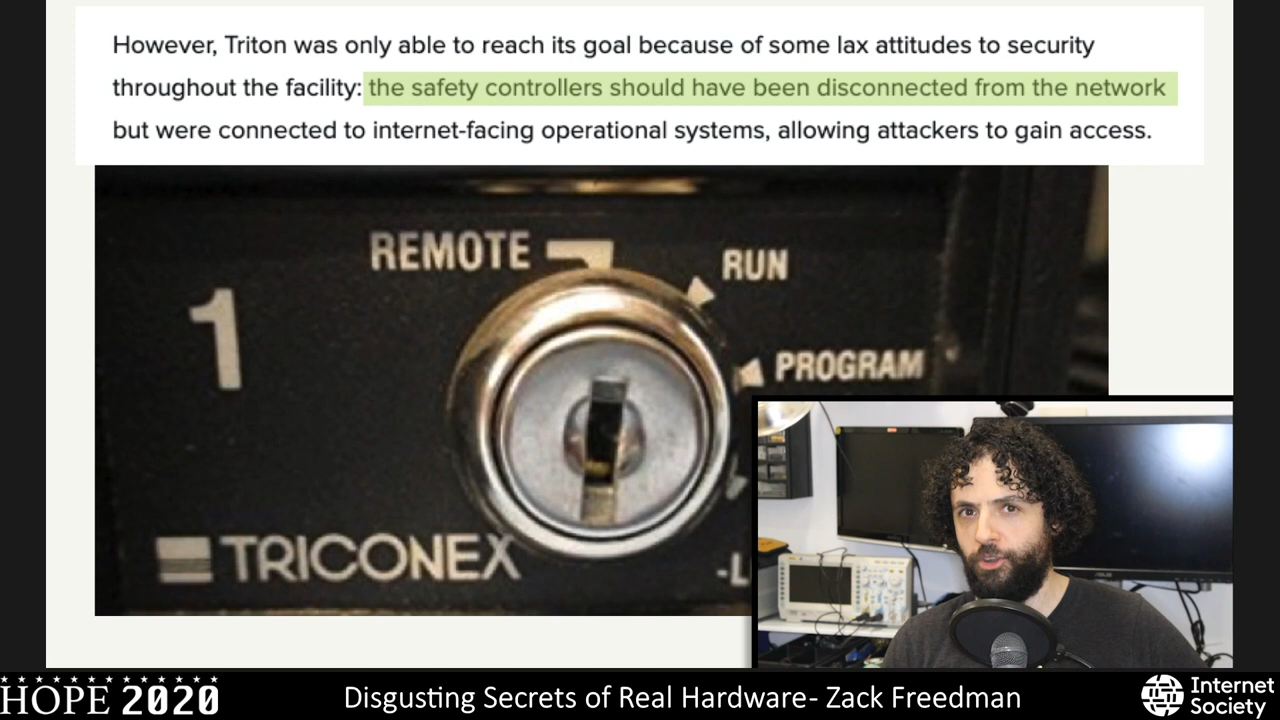 However, Triton was only able to reach its goal because of some lax attitudes to security
throughout the facility: the safety controllers should have been disconnected from the network
but were connected to internet-facing operational systems, allowing attackers to gain access.
REMOTE
RUN
1
PROGRAM
TRICONEX
HOPE 2020
Disgusting Secrets of Real Hardware- Zack Freedman
Internet
Society